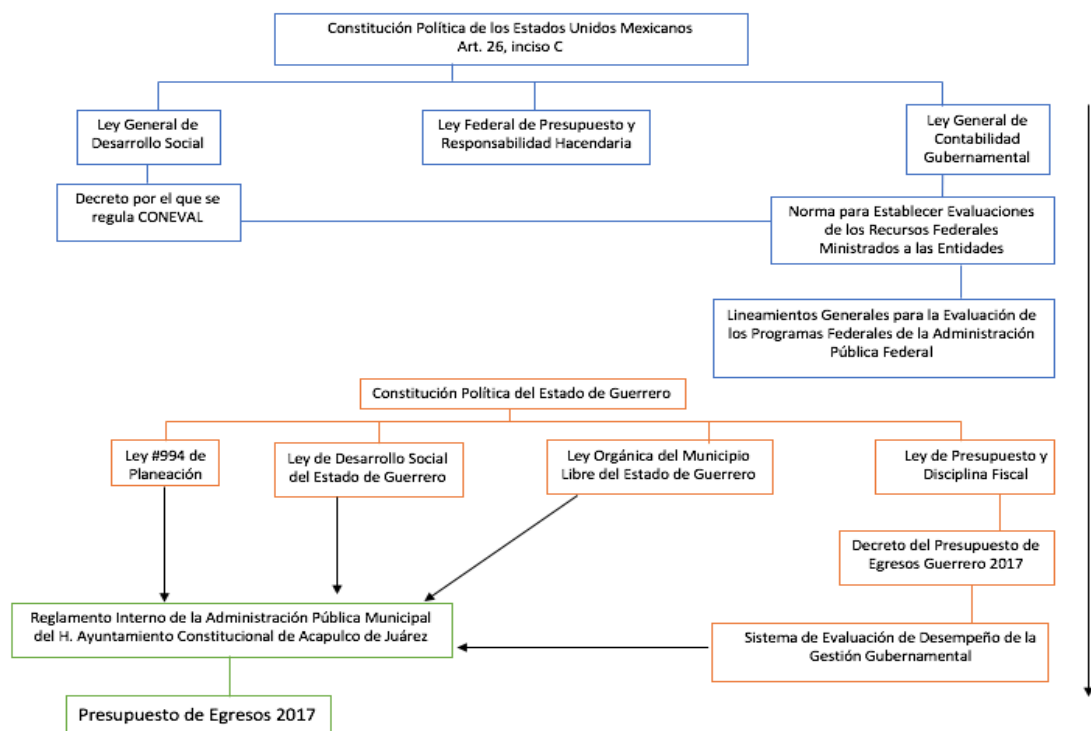 Constitución Política de los Estados Unidos Mexicanos
Art. 26, inciso C
Ley General de
Desarrollo Social
Ley Federal de Presupuesto y
Responsabilidad Hacendaria
Ley General de
Contabilidad
Gubernamental
Decreto por el que se
regula CONEVAL
Norma para Establecer Evaluaciones
de los Recursos Federales
Ministrados a las Entidades
Lineamientos Generales para la Evaluación de
los Programas Federales de la Administración
Pública Federal
Constitución Política del Estado de Guerrero
Ley #994 de
Planeación
Ley de Desarrollo Social
del Estado de Guerrero
Ley Orgánica del Municipio
Libre del Estado de Guerrero
Ley de Presupuesto y
Disciplina Fiscal
Decreto del Presupuesto de
Egresos Guerrero 2017
Reglamento Interno de la Administración Pública Municipal
del H. Ayuntamiento Constitucional de Acapulco de Juárez
Sistema de Evaluación de Desempeño de la
Gestión Gubernamental
Presupuesto de Egresos 2017